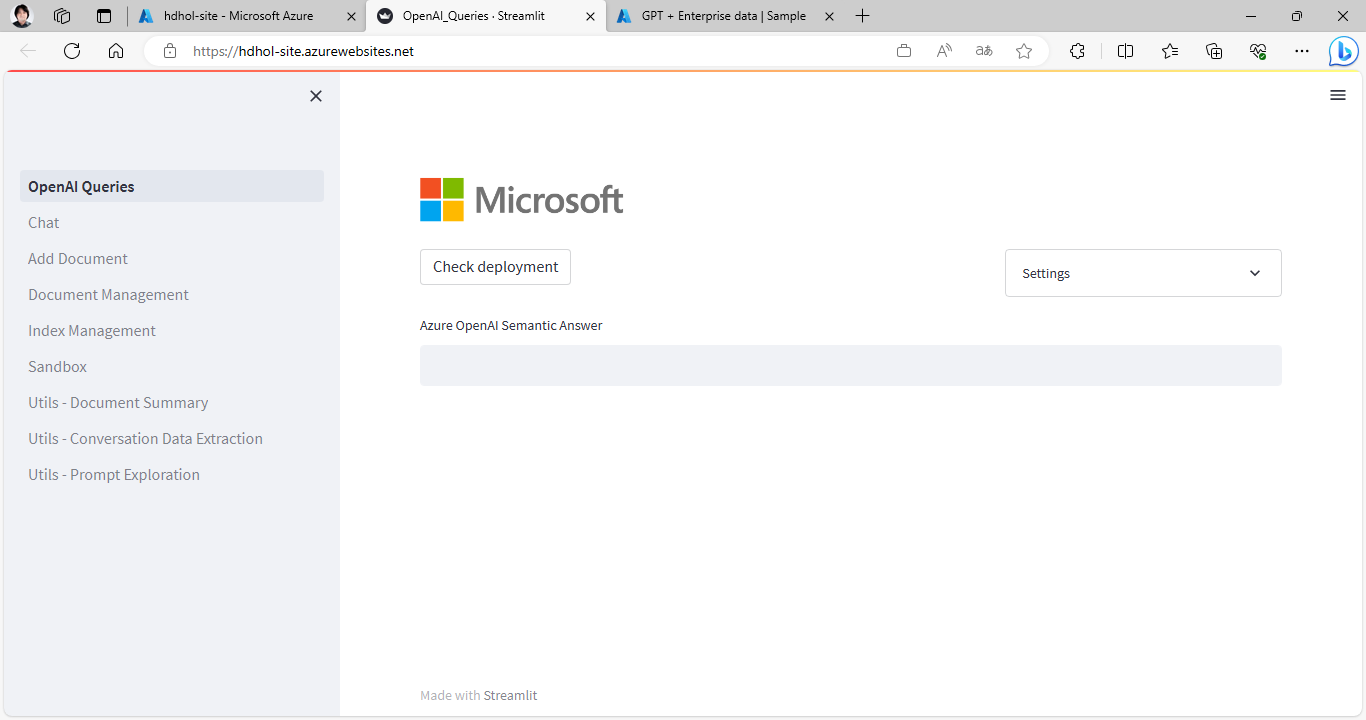 hdhol-site - Microsoft Azure
OpenAI_Queries · Streamlit
GPT + Enterprise data | Sample
https://hdhol-site.azurewebsites.net
OpenAI Queries
Chat
Add Document
Document Management
Index Management
Sandbox
Utils - Document Summary
Utils - Conversation Data Extraction
Utils - Prompt Exploration
Microsoft
Check deployment
Settings
Azure OpenAI Semantic Answer
Made with Streamlit